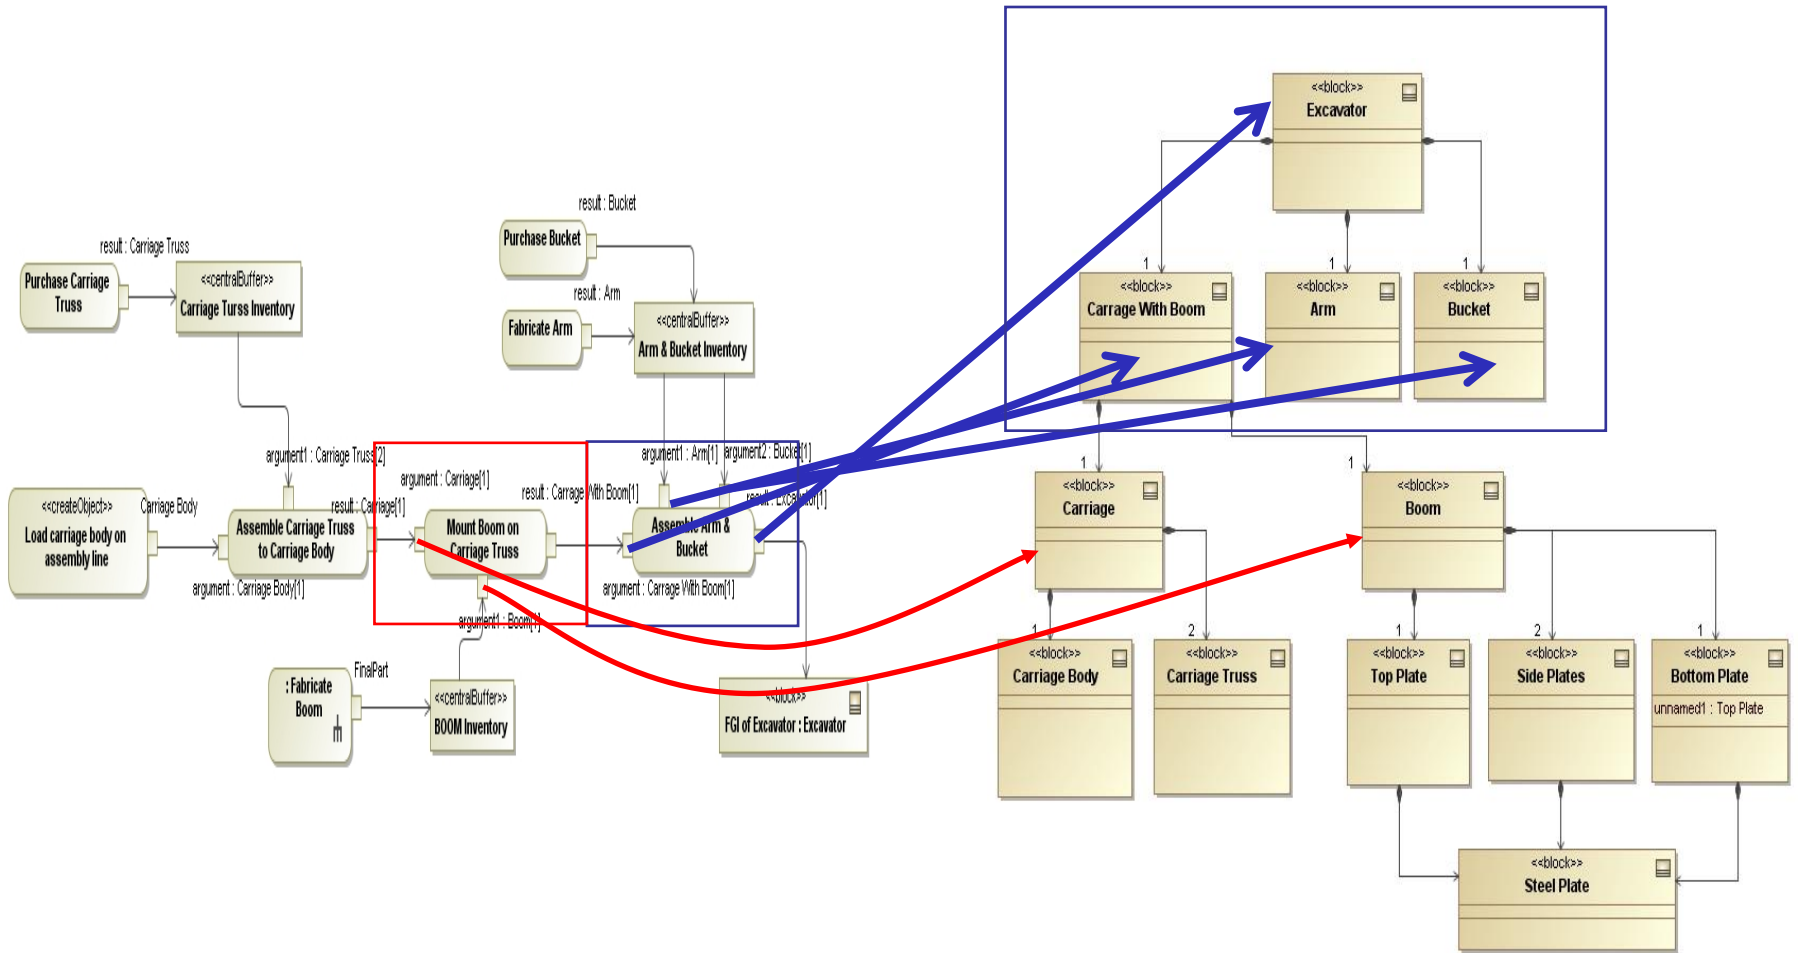 result : Bucket
Purchase Bucket
result : Carriage Truss
Purchase Carriage
Truss
<<centralBuffer>>
Carriage Turss Inventory
result : Arm
Fabricate Arm
<<centralBuffer>>
Arm & Bucket Inventory
argument1 : Carriage Truss[2]
argument : Carriage[1]
argument1 : Arm[1]
argument2 : Bucket[1]
<<createObject>>
Load carriage body on
assembly line
Carriage Body
result : Carriage[1]
result : Carrage With Boom[1]
result : Excavator[1]
Assemble Carriage Truss
to Carriage Body
Mount Boom on
Carriage Truss
Assemble Arm &
Bucket
argument : Carriage Body[1]
argument : Carrage With Boom[1]
argument1 : Boom[1]
: Fabricate
Boom
FinalPart
<<centralBuffer>>
BOOM Inventory
<<block>>
FGI of Excavator : Excavator
<<block>>
Excavator
1
1
1
<<block>>
Carrage With Boom
<<block>>
Arm
<<block>>
Bucket
1
1
<<block>>
Carriage
<<block>>
Boom
1
2
1
2
1
<<block>>
Carriage Body
<<block>>
Carriage Truss
<<block>>
Top Plate
<<block>>
Side Plates
<<block>>
Bottom Plate
unnamed1 : Top Plate
<<block>>
Steel Plate